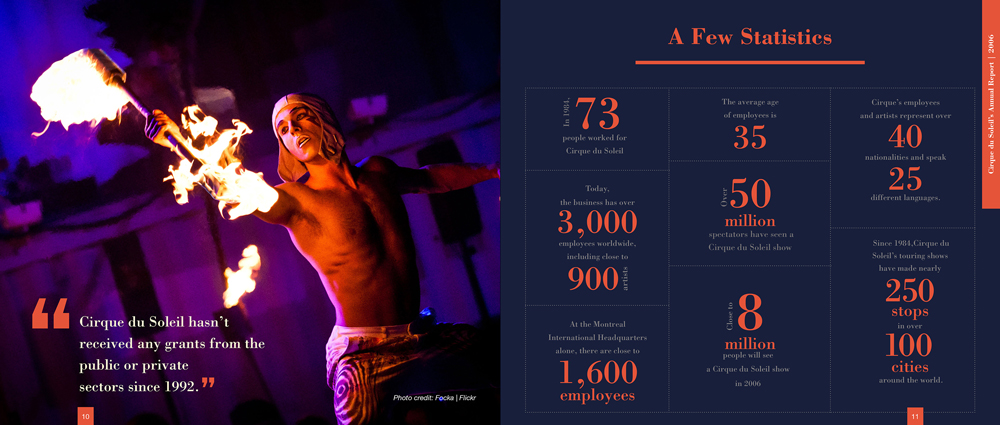 “
Cirque du Soleil hasn’t
received any grants from the
public or private
sectors since 1992.”
Photo credit: Focka | Flickr
10
A Few Statistics
In 1984,
73
people worked for
Cirque du Soleil
Today,
the business has over
3,000
employees worldwide,
including close to
900
artists
At the Montreal
International Headquarters
alone, there are close to
1,600
employees
The average age
of employees is
35
Over
50
million
spectators have seen a
Cirque du Soleil show
Close to
8
million
people will see
a Cirque du Soleil show
in 2006
Cirque’s employees
and artists represent over
40
nationalities and speak
25
different languages.
Since 1984,Cirque du
Soleil’s touring shows
have made nearly
250
stops
in over
100
cities
around the world.
Cirque du Soleil’s Annual Report | 2006
11